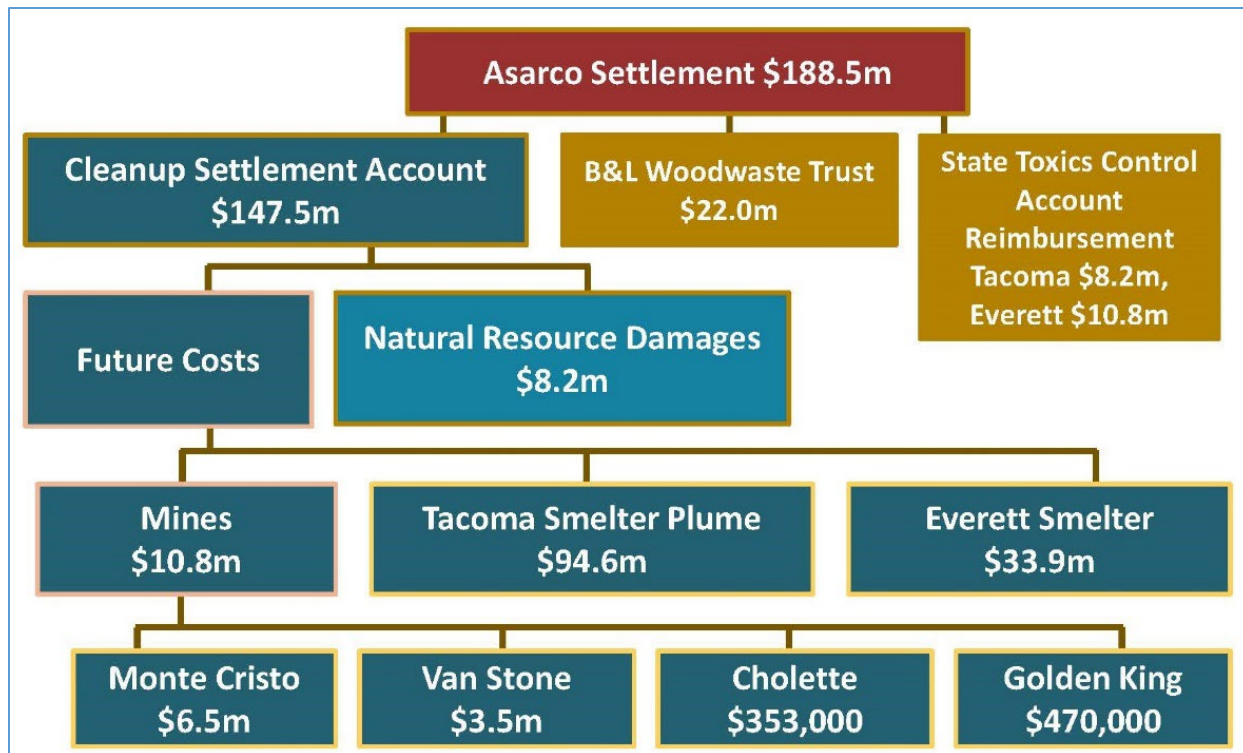 Asarco Settlement $188.5m
Cleanup Settlement Account
$147.5m
B&L Woodwaste Trust
$22.0m
State Toxics Control
Account
Reimbursement
Tacoma $8.2m,
Everett $10.8m
Future Costs
Natural Resource Damages
$8.2m
Mines
$10.8m
Tacoma Smelter Plume
$94.6m
Everett Smelter
$33.9m
Monte Cristo
$6.5m
Van Stone
$3.5m
Cholette
$353,000
Golden King
$470,000